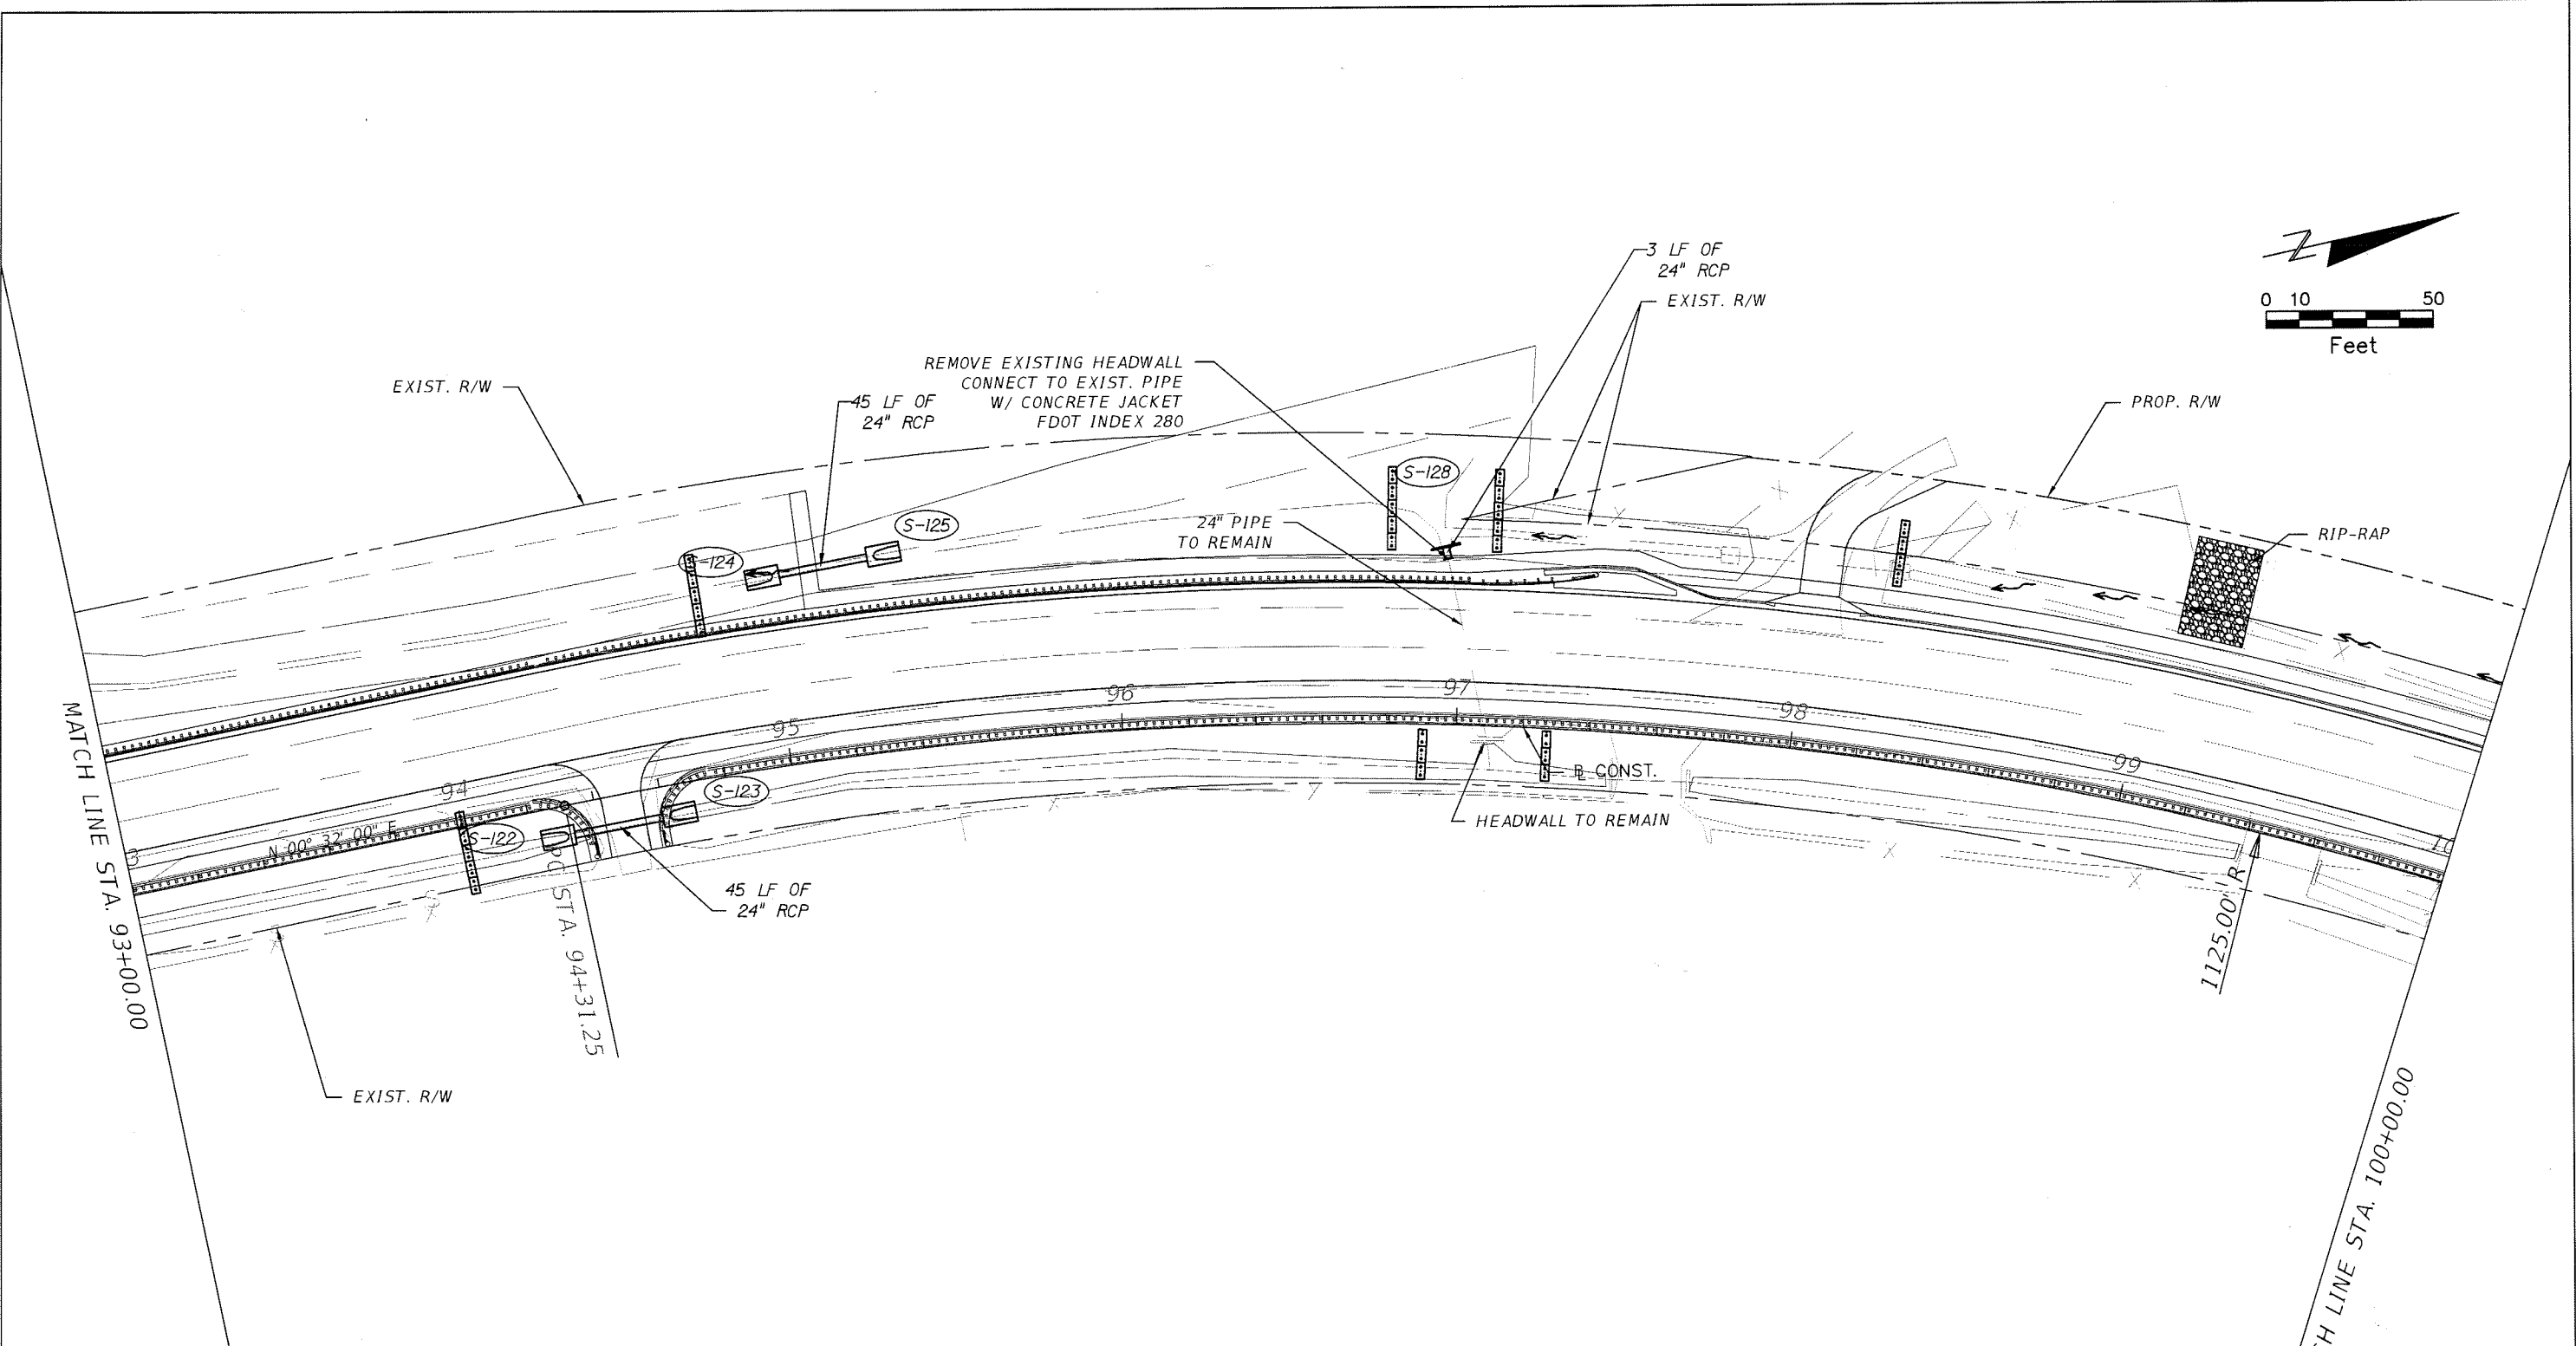 3 LF OF
24" RCP
EXIST. R/W
0 10 50
Feet
REMOVE EXISTING HEADWALL
CONNECT TO EXIST. PIPE
W/ CONCRETE JACKET
FDOT INDEX 280
EXIST. R/W
45 LF OF
24" RCP
PROP. R/W
S-128
S-125
24" PIPE
TO REMAIN
RIP-RAP
S-124
96
97
98
95
99
94
S-123
℄ CONST.
HEADWALL TO REMAIN
N 00° 32' 00" E
S-122
3
10
45 LF OF
24" RCP
MATCH LINE STA. 93+00.00
PC STA. 94+31.25
1125.00' R
EXIST. R/W
CH LINE STA. 100+00.00